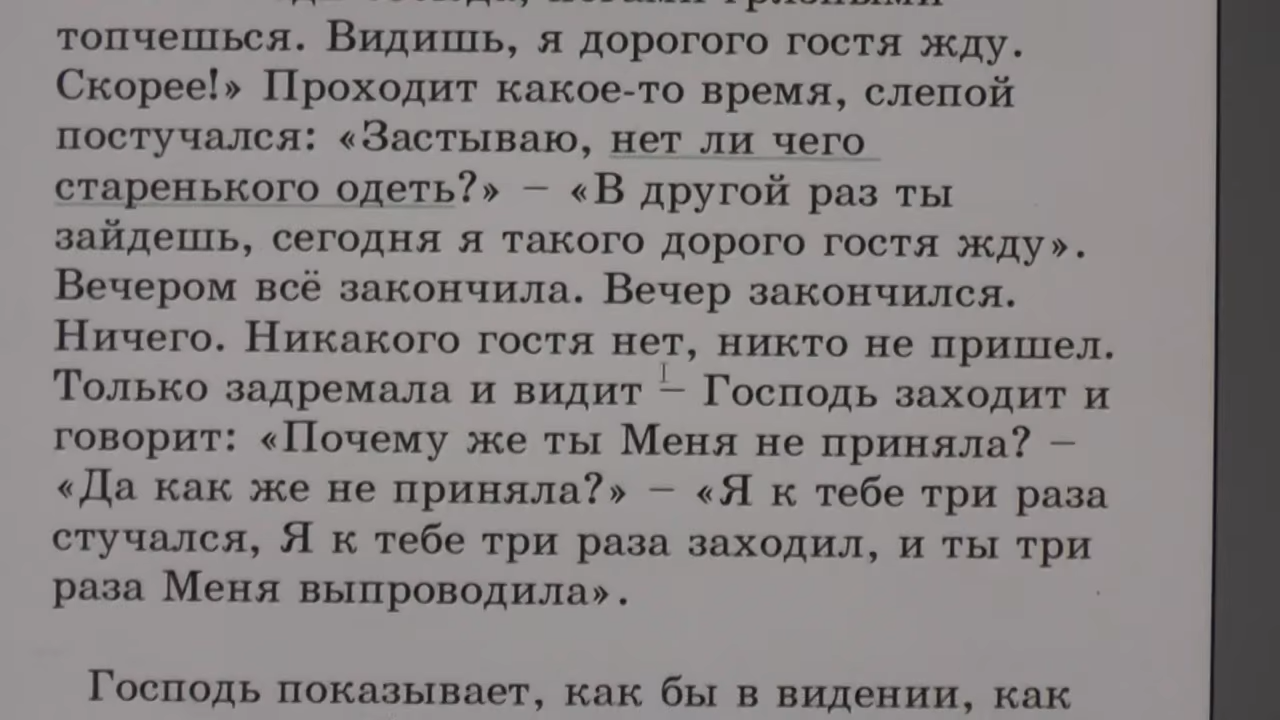 топчешься. Видишь, я дорогого гостя жду.
Скорее!» Проходит какое-то время, слепой
постучался: «Застываю, нет ли чего
старенького одеть?» – «В другой раз ты
зайдешь, сегодня я такого дорого гостя жду».
Вечером всё закончила. Вечер закончился.
Ничего. Никакого гостя нет, никто не пришел.
Только задремала и видит – Господь заходит и
говорит: «Почему же ты Меня не приняла? –
«Да как же не приняла?» – «Я к тебе три раза
стучался, Я к тебе три раза заходил, и ты три
раза Меня выпроводила».
Господь показывает, как бы в видении, как